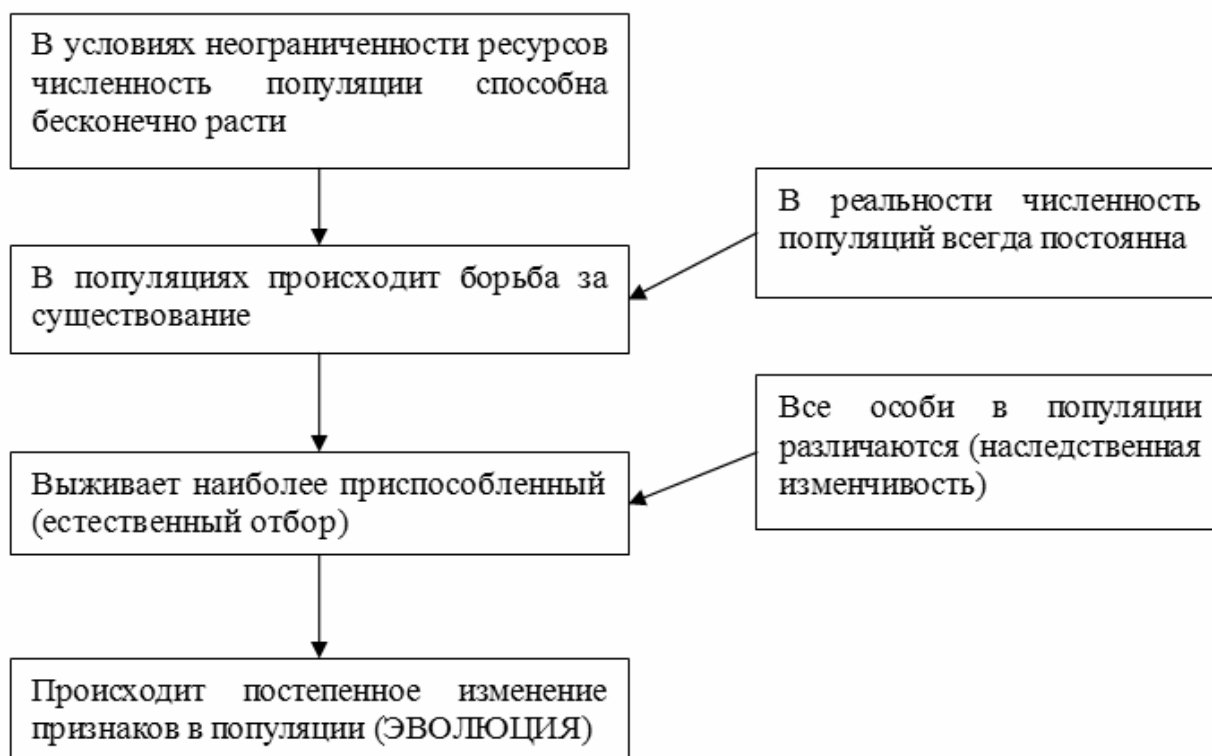 В условиях неограниченности ресурсов
численность популяции способна
бесконечно расти
В реальности численность
популяций всегда постоянна
В популяциях происходит борьба за
существование
Все особи в популяции
различаются (наследственная
изменчивость)
Выживает наиболее приспособленный
(естественный отбор)
Происходит постепенное изменение
признаков в популяции (ЭВОЛЮЦИЯ)